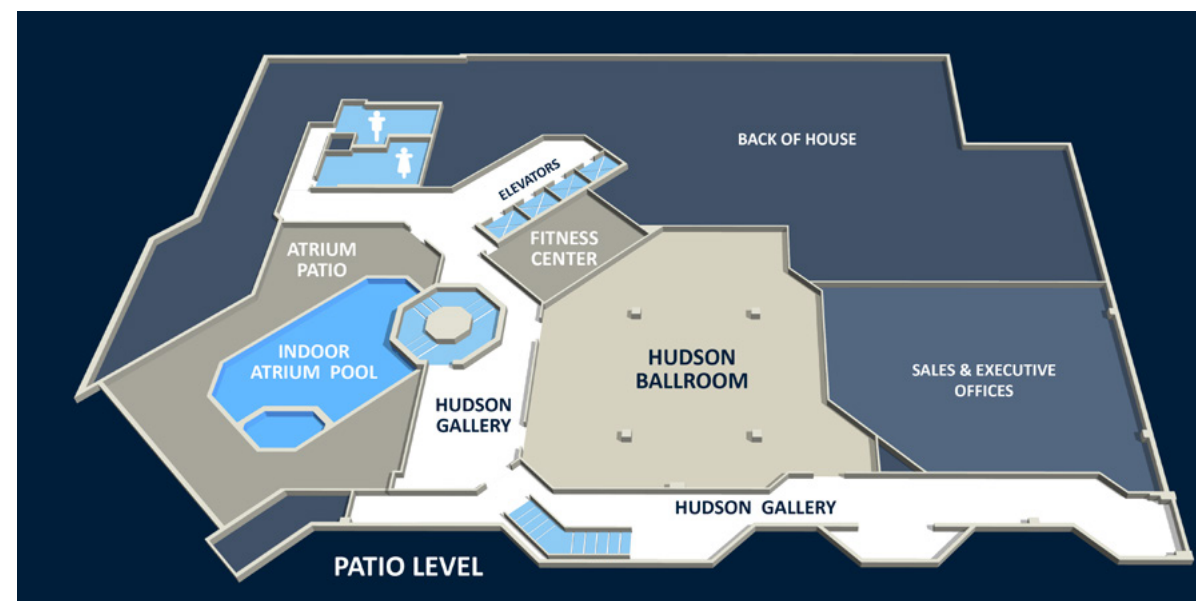 BACK OF HOUSE
ELEVATORS
FITNESS
CENTER
ATRIUM
PATIO
INDOOR
ATRIUM POOL
HUDSON
BALLROOM
SALES & EXECUTIVE
OFFICES
HUDSON
GALLERY
HUDSON GALLERY
PATIO LEVEL